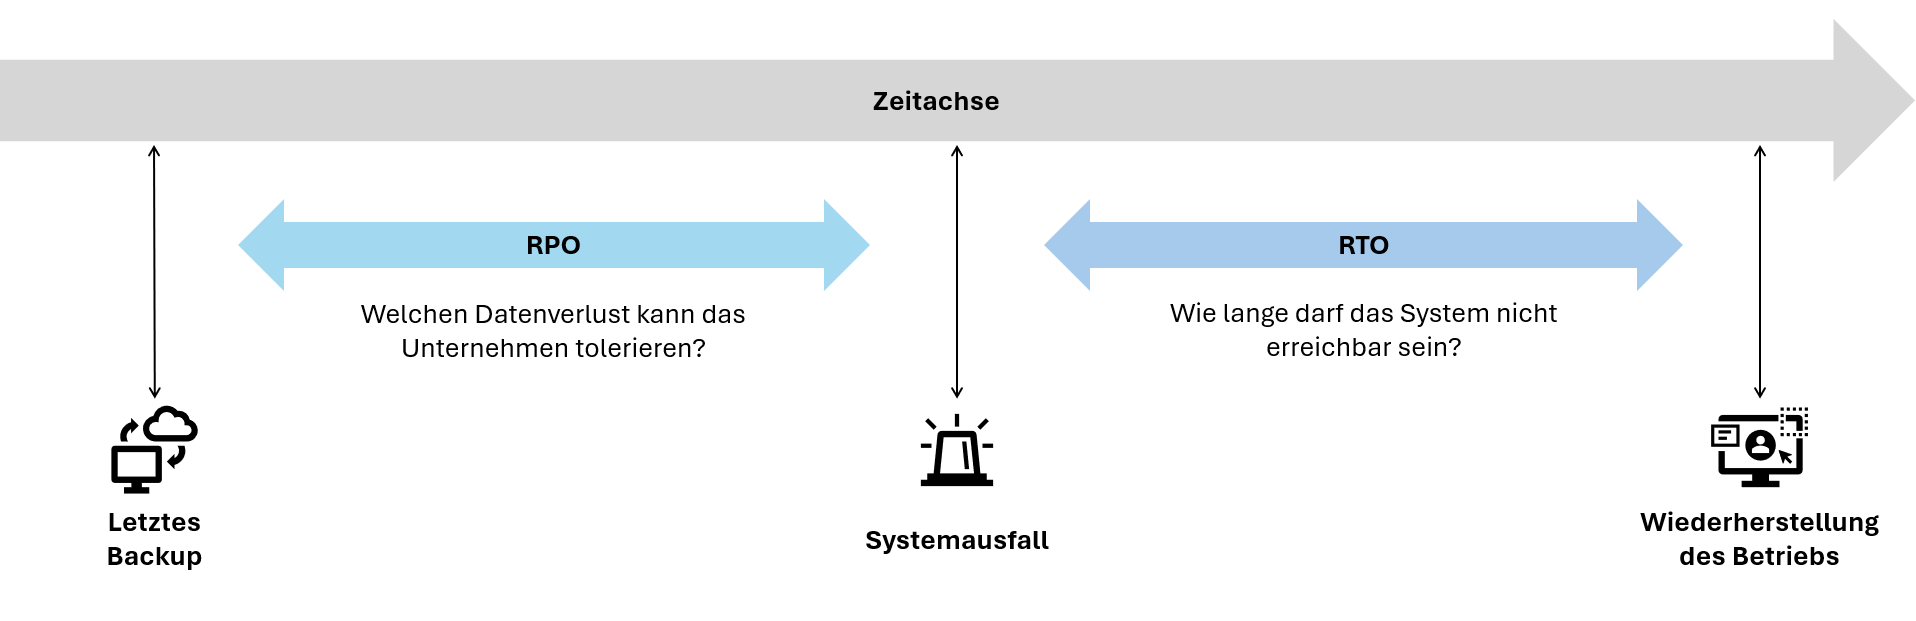 Zeitachse
RPO
Welchen Datenverlust kann das
Unternehmen tolerieren?
RTO
Wie lange darf das System nicht
erreichbar sein?
Letztes
Backup
Systemausfall
Wiederherstellung
des Betriebs